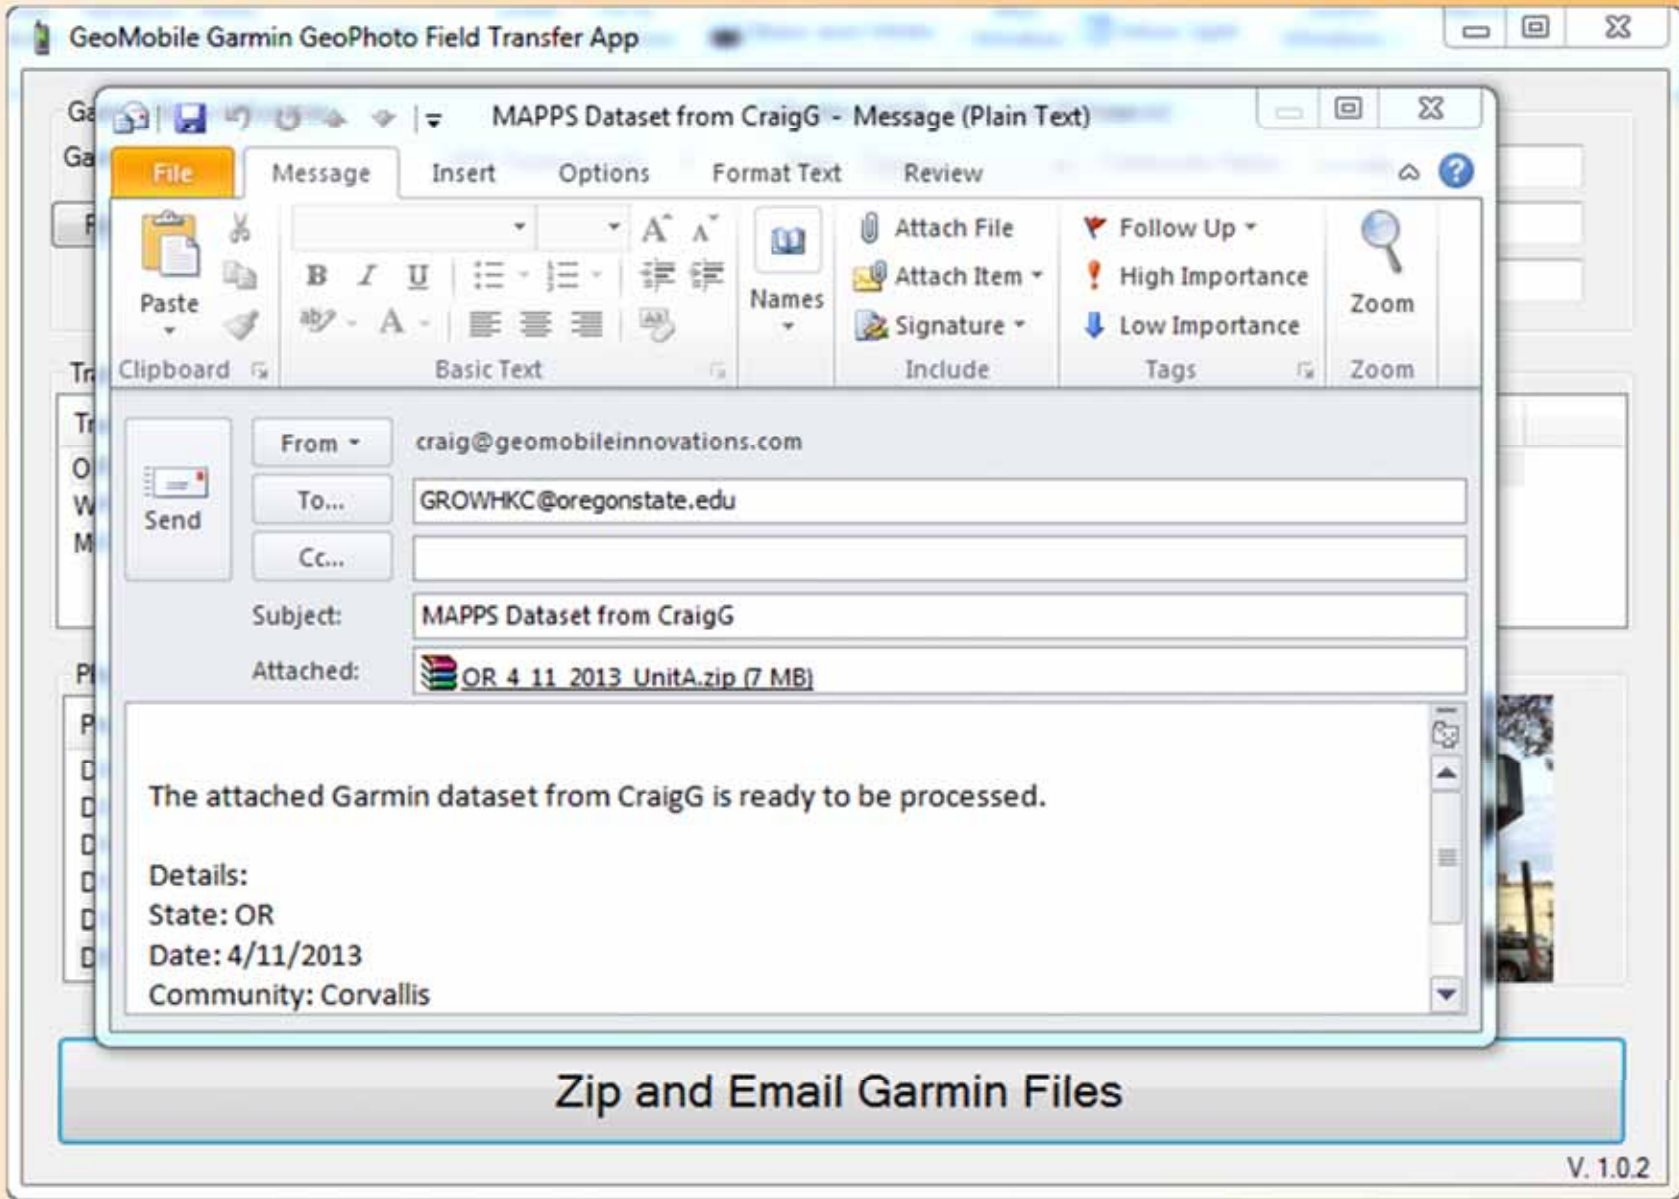 GeoMobile Garmin GeoPhoto Field Transfer App
MAPPS Dataset from CraigG - Message (Plain Text)
File Message Insert Options Format Text Review
Paste
Clipboard
B I U
Basic Text
Names
Attach File
Attach Item
Signature
Include
Follow Up
High Importance
Low Importance
Tags
Zoom
Zoom
Send
From craig@geomobileinnovations.com
To... GROWHKC@oregonstate.edu
Cc...
Subject: MAPPS Dataset from CraigG
Attached: OR_4_11_2013_UnitA.zip (7 MB)
The attached Garmin dataset from CraigG is ready to be processed.
Details:
State: OR
Date: 4/11/2013
Community: Corvallis
Zip and Email Garmin Files
V. 1.0.2